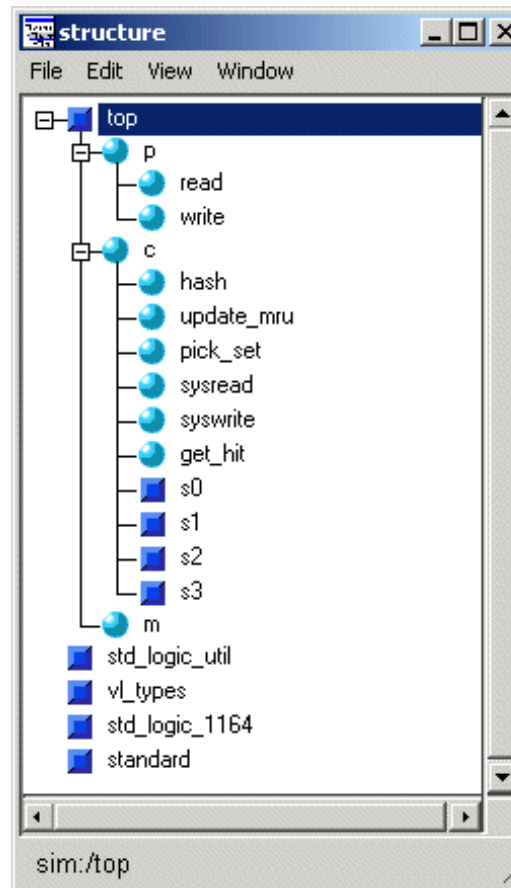 structure
File Edit View Window
top
p
read
write
c
hash
update_mru
pick_set
sysread
syswrite
get_hit
s0
s1
s2
s3
m
std_logic_util
vl_types
std_logic_1164
standard
sim:/top